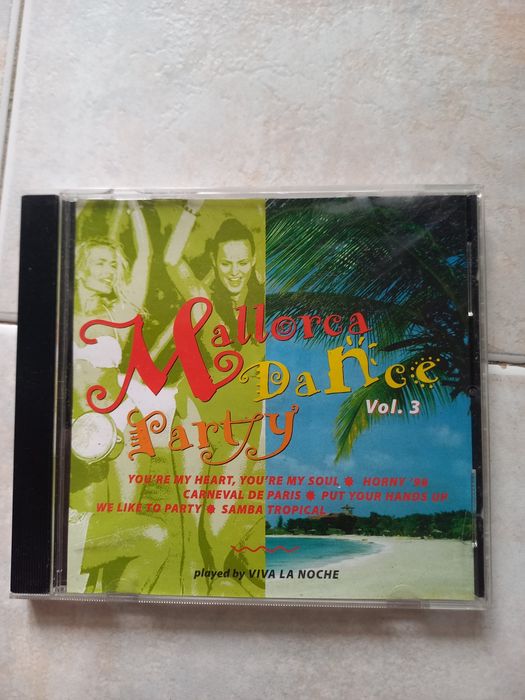 Mallorca
Dance
Party
Vol. 3
YOU'RE MY HEART, YOU'RE MY SOUL ✹ HORNY '98
CARNEVAL DE PARIS ✹ PUT YOUR HANDS UP
WE LIKE TO PARTY ✹ SAMBA TROPICAL
played by VIVA LA NOCHE